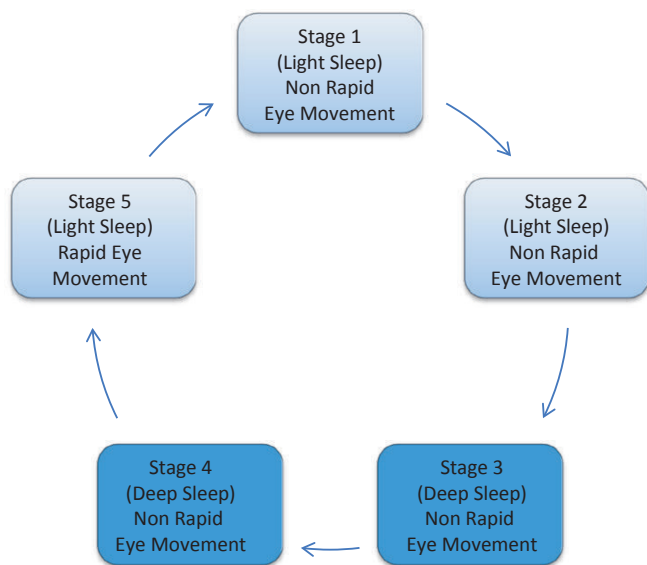 Stage 1
(Light Sleep)
Non Rapid
Eye Movement
Stage 2
(Light Sleep)
Non Rapid
Eye Movement
Stage 3
(Deep Sleep)
Non Rapid
Eye Movement
Stage 4
(Deep Sleep)
Non Rapid
Eye Movement
Stage 5
(Light Sleep)
Rapid Eye
Movement